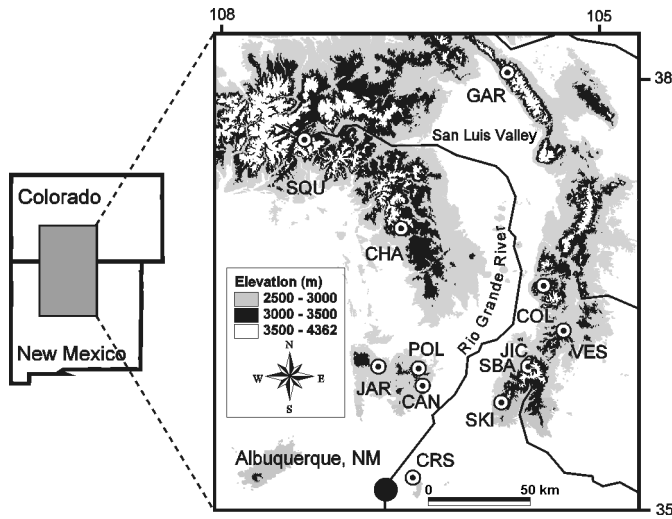 108
105
38
GAR
San Luis Valley
SQU
CHA
Colorado
New Mexico
Rio Grande River
Elevation (m)
2500 - 3000
3000 - 3500
3500 - 4362
N
W
E
S
COL
VES
JIC
SBA
POL
JAR
CAN
SKI
Albuquerque, NM
CRS
0
50 km
35